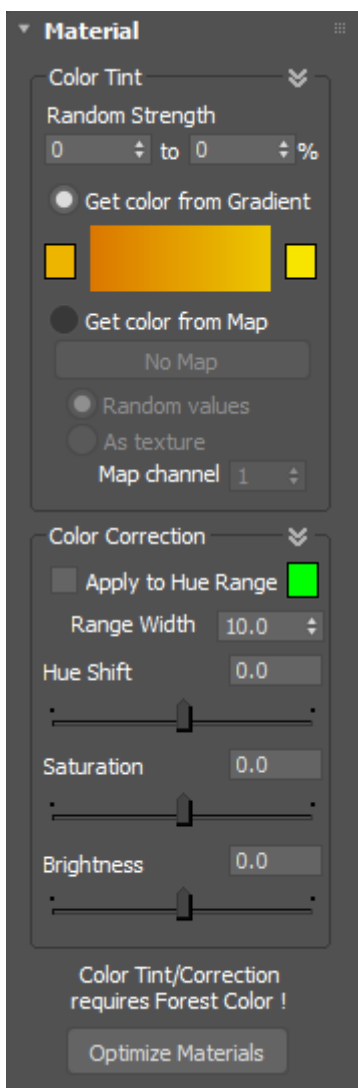 Material
Color Tint
Random Strength
0 to 0 %
Get color from Gradient
Get color from Map
No Map
Random values
As texture
Map channel 1
Color Correction
Apply to Hue Range
Range Width 10.0
Hue Shift 0.0
Saturation 0.0
Brightness 0.0
Color Tint/Correction
requires Forest Color !
Optimize Materials